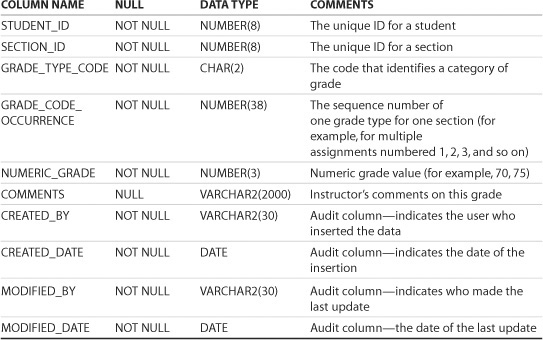 COLUMN NAME NULL DATA TYPE COMMENTS
STUDENT_ID NOT NULL NUMBER(8) The unique ID for a student
SECTION_ID NOT NULL NUMBER(8) The unique ID for a section
GRADE_TYPE_CODE NOT NULL CHAR(2) The code that identifies a category of
grade
GRADE_CODE_ NOT NULL NUMBER(38) The sequence number of
OCCURRENCE one grade type for one section (for
example, for multiple
assignments numbered 1, 2, 3, and so on)
NUMERIC_GRADE NOT NULL NUMBER(3) Numeric grade value (for example, 70, 75)
COMMENTS NULL VARCHAR2(2000) Instructor's comments on this grade
CREATED_BY NOT NULL VARCHAR2(30) Audit column—indicates the user who
inserted the data
CREATED_DATE NOT NULL DATE Audit column—indicates the date of the
insertion
MODIFIED_BY NOT NULL VARCHAR2(30) Audit column—indicates who made the
last update
MODIFIED_DATE NOT NULL DATE Audit column—the date of the last update